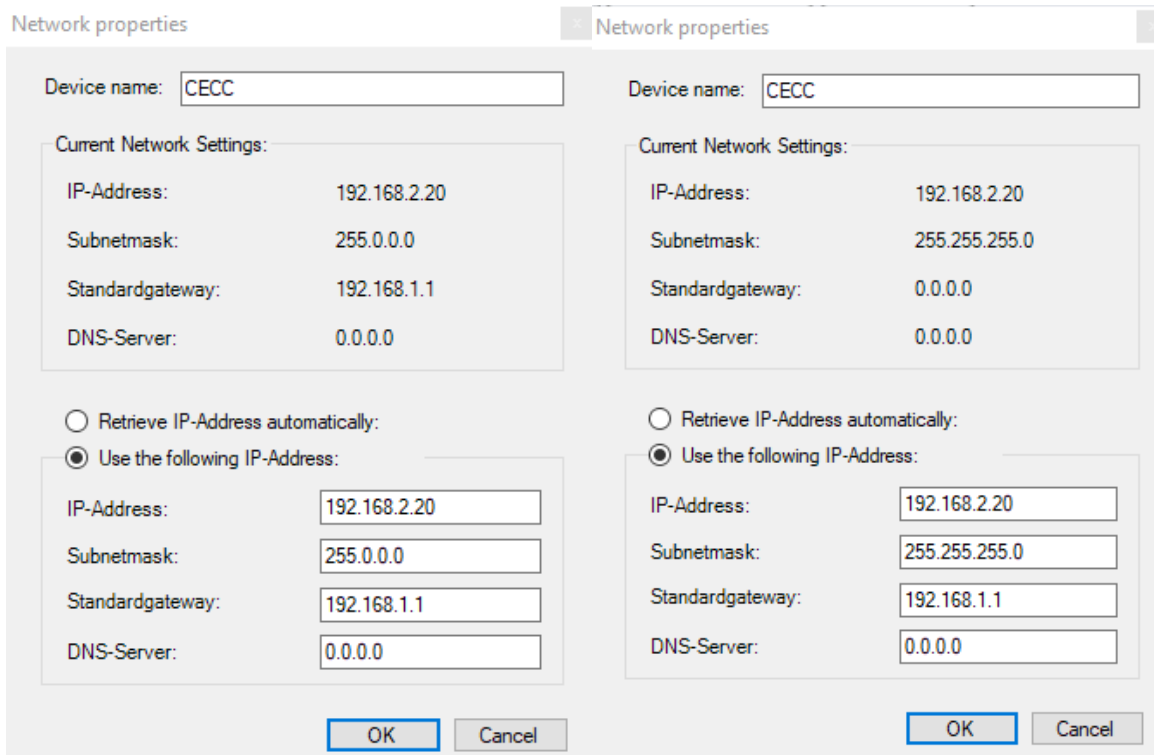 Network properties
Device name: CECC
Current Network Settings:
IP-Address: 192.168.2.20
Subnetmask: 255.0.0.0
Standardgateway: 192.168.1.1
DNS-Server: 0.0.0.0
Retrieve IP-Address automatically:
Use the following IP-Address:
IP-Address: 192.168.2.20
Subnetmask: 255.0.0.0
Standardgateway: 192.168.1.1
DNS-Server: 0.0.0.0
OK Cancel
Network properties
Device name: CECC
Current Network Settings:
IP-Address: 192.168.2.20
Subnetmask: 255.255.255.0
Standardgateway: 0.0.0.0
DNS-Server: 0.0.0.0
Retrieve IP-Address automatically:
Use the following IP-Address:
IP-Address: 192.168.2.20
Subnetmask: 255.255.255.0
Standardgateway: 192.168.1.1
DNS-Server: 0.0.0.0
OK Cancel